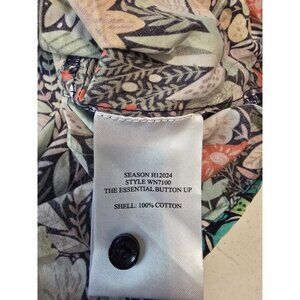 SEASON H12024
STYLE WN7100
THE ESSENTIAL BUTTON UP
SHELL: 100% COTTON